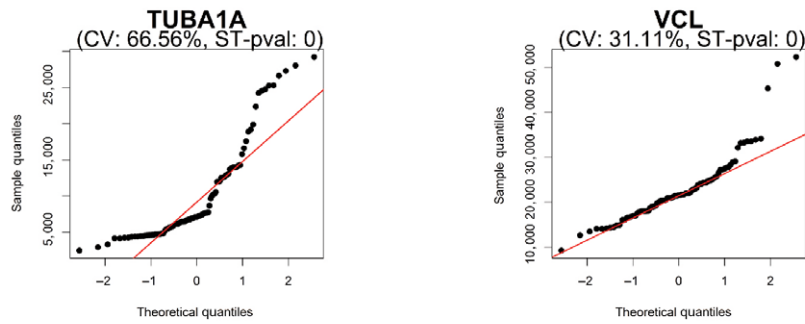 TUBA1A
(CV: 66.56%, ST-pval: 0)
Sample quantiles
25,000
15,000
5,000
−2 −1 0 1 2
Theoretical quantiles
VCL
(CV: 31.11%, ST-pval: 0)
Sample quantiles
50,000
40,000
30,000
20,000
10,000
−2 −1 0 1 2
Theoretical quantiles